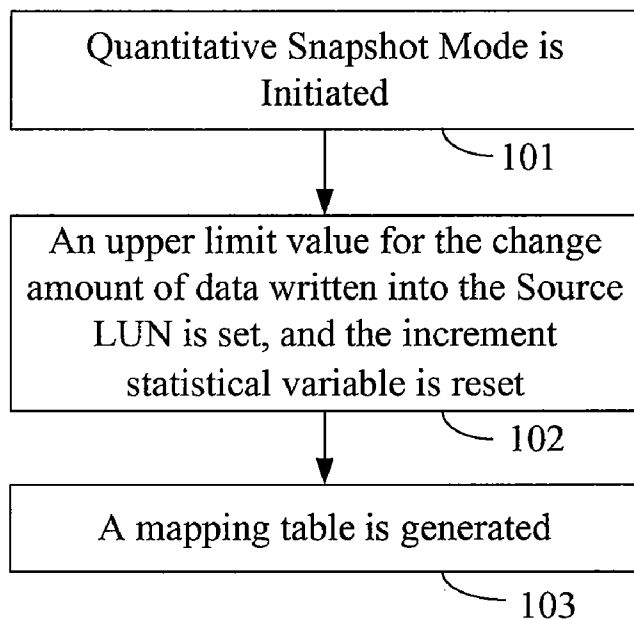 Quantitative Snapshot Mode is
Initiated
101
An upper limit value for the change
amount of data written into the Source
LUN is set, and the increment
statistical variable is reset
102
A mapping table is generated
103